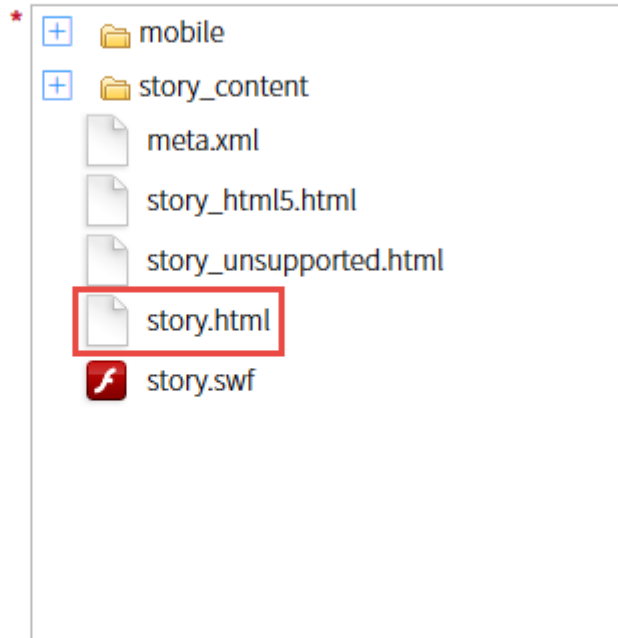 *
mobile
story_content
meta.xml
story_html5.html
story_unsupported.html
story.html
story.swf